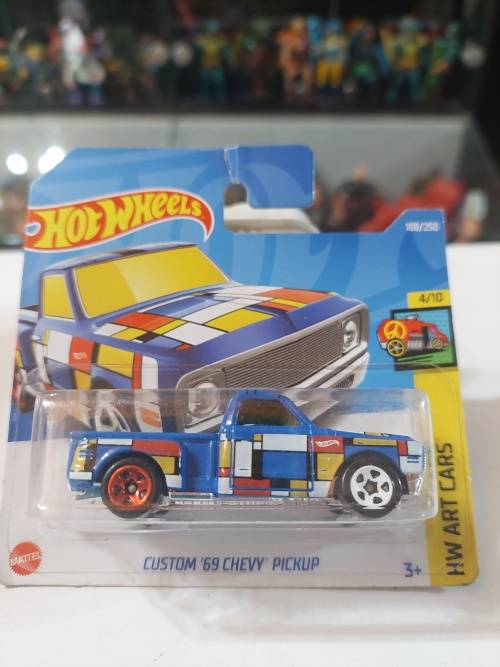 HOT WHEELS
108/250
4/10
HW ART CARS
CUSTOM '69 CHEVY PICKUP
MATTEL
3+